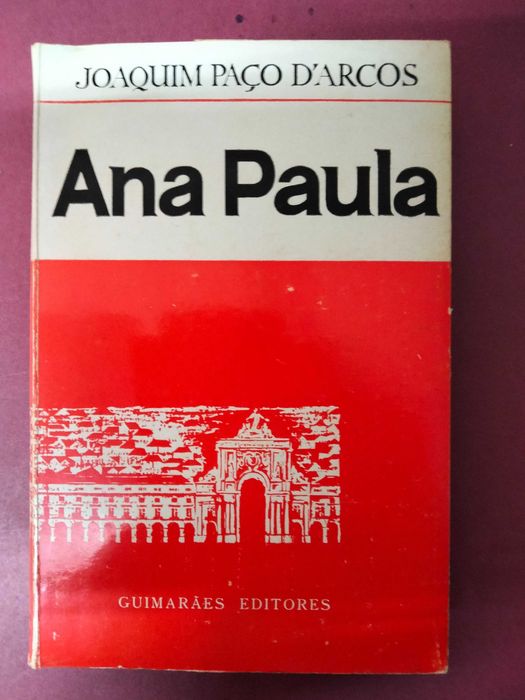 JOAQUIM PAÇO D'ARCOS
Ana Paula
GUIMARÃES EDITORES